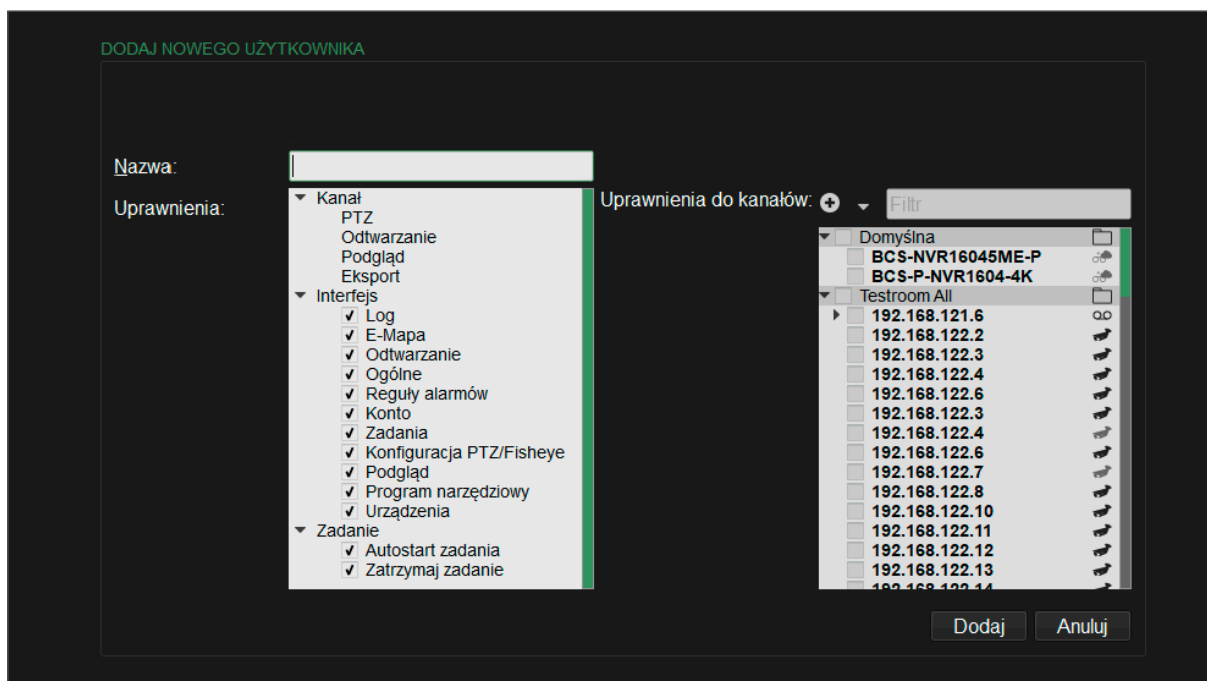 DODAJ NOWEGO UŻYTKOWNIKA
Nazwa:
Uprawnienia:
Kanał
PTZ
Odtwarzanie
Podgląd
Eksport
Interfejs
Log
E-Mapa
Odtwarzanie
Ogólne
Reguły alarmów
Konto
Zadania
Konfiguracja PTZ/Fisheye
Podgląd
Program narzędziowy
Urządzenia
Zadanie
Autostart zadania
Zatrzymaj zadanie
Uprawnienia do kanałów:
Filtr
Domyślna
BCS-NVR16045ME-P
BCS-P-NVR1604-4K
Testroom All
192.168.121.6
192.168.122.2
192.168.122.3
192.168.122.4
192.168.122.6
192.168.122.3
192.168.122.4
192.168.122.6
192.168.122.7
192.168.122.8
192.168.122.10
192.168.122.11
192.168.122.12
192.168.122.13
192.168.122.14
Dodaj
Anuluj